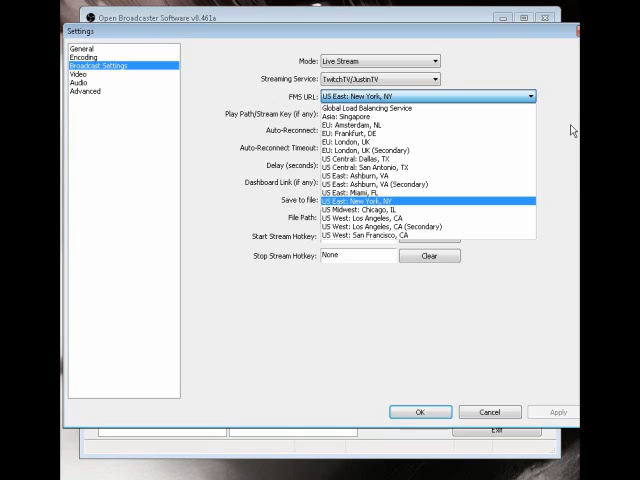 Open Broadcaster Software v0.461a
Settings
General
Encoding
Broadcast Settings
Video
Audio
Advanced
Mode: Live Stream
Streaming Service: TwitchTV/JustinTV
FMS URL: US East: New York, NY
Global Load Balancing Service
Play Path/Stream Key (if any): Asia: Singapore
EU: Amsterdam, NL
Auto-Reconnect: EU: Frankfurt, DE
EU: London, UK
Auto-Reconnect Timeout: EU: London, UK (Secondary)
US Central: Dallas, TX
Delay (seconds): US Central: San Antonio, TX
US East: Ashburn, VA
Dashboard Link (if any): US East: Ashburn, VA (Secondary)
US East: Miami, FL
Save to file: US East: New York, NY
US Midwest: Chicago, IL
File Path: US West: Los Angeles, CA
US West: Los Angeles, CA (Secondary)
Start Stream Hotkey: US West: San Francisco, CA
Stop Stream Hotkey: None Clear
OK Cancel Apply
Exit